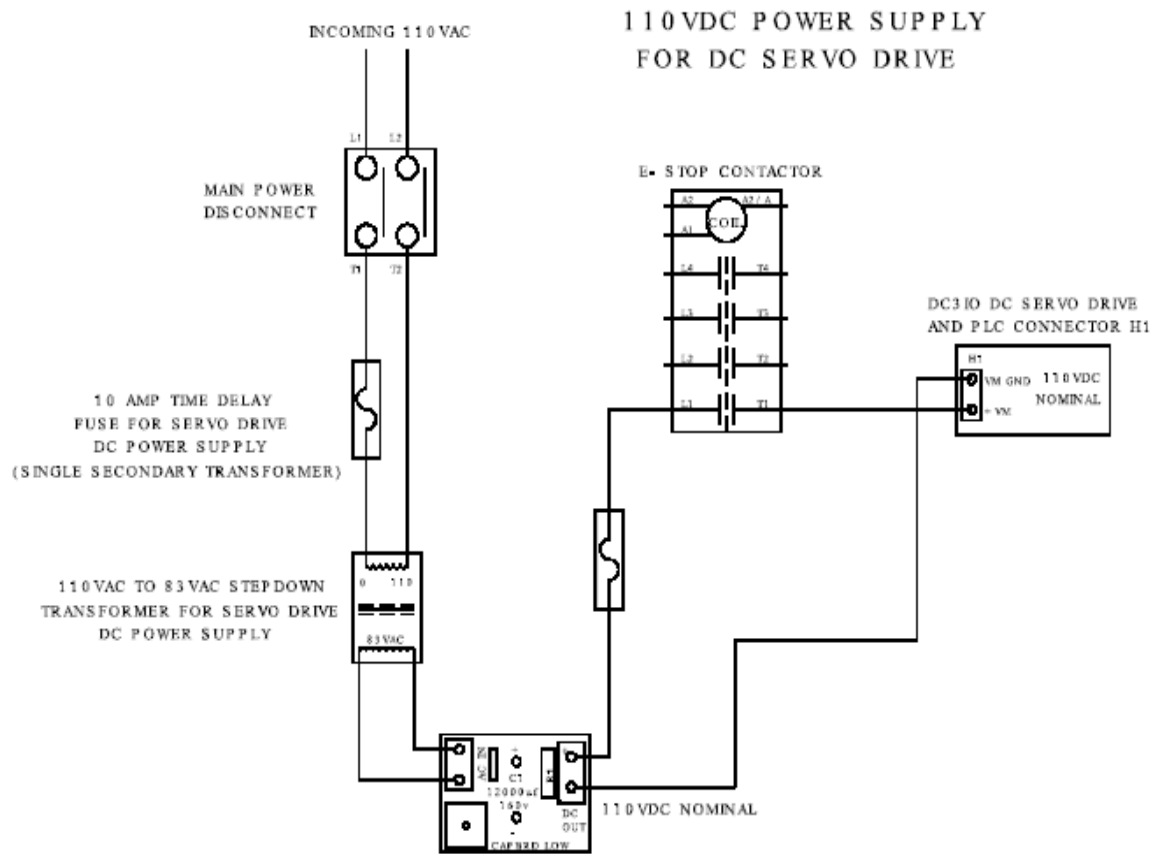 110VDC POWER SUPPLY
FOR DC SERVO DRIVE
INCOMING 110VAC
L1 L2
MAIN POWER
DISCONNECT
T1 T2
E- STOP CONTACTOR
A2 A2/A
COIL
A1
L4 T4
L3 T3
L2 T2
L1 T1
DC3IO DC SERVO DRIVE
AND PLC CONNECTOR H1
H1
VM GND 110VDC
NOMINAL
+ VM
10 AMP TIME DELAY
FUSE FOR SERVO DRIVE
DC POWER SUPPLY
(SINGLE SECONDARY TRANSFORMER)
0 110
110VAC TO 83VAC STEPDOWN
TRANSFORMER FOR SERVO DRIVE
DC POWER SUPPLY
83VAC
AC IN
+
C1
12000uf
160v
-
R1
DC
OUT
CAPBRD LOW
110VDC NOMINAL